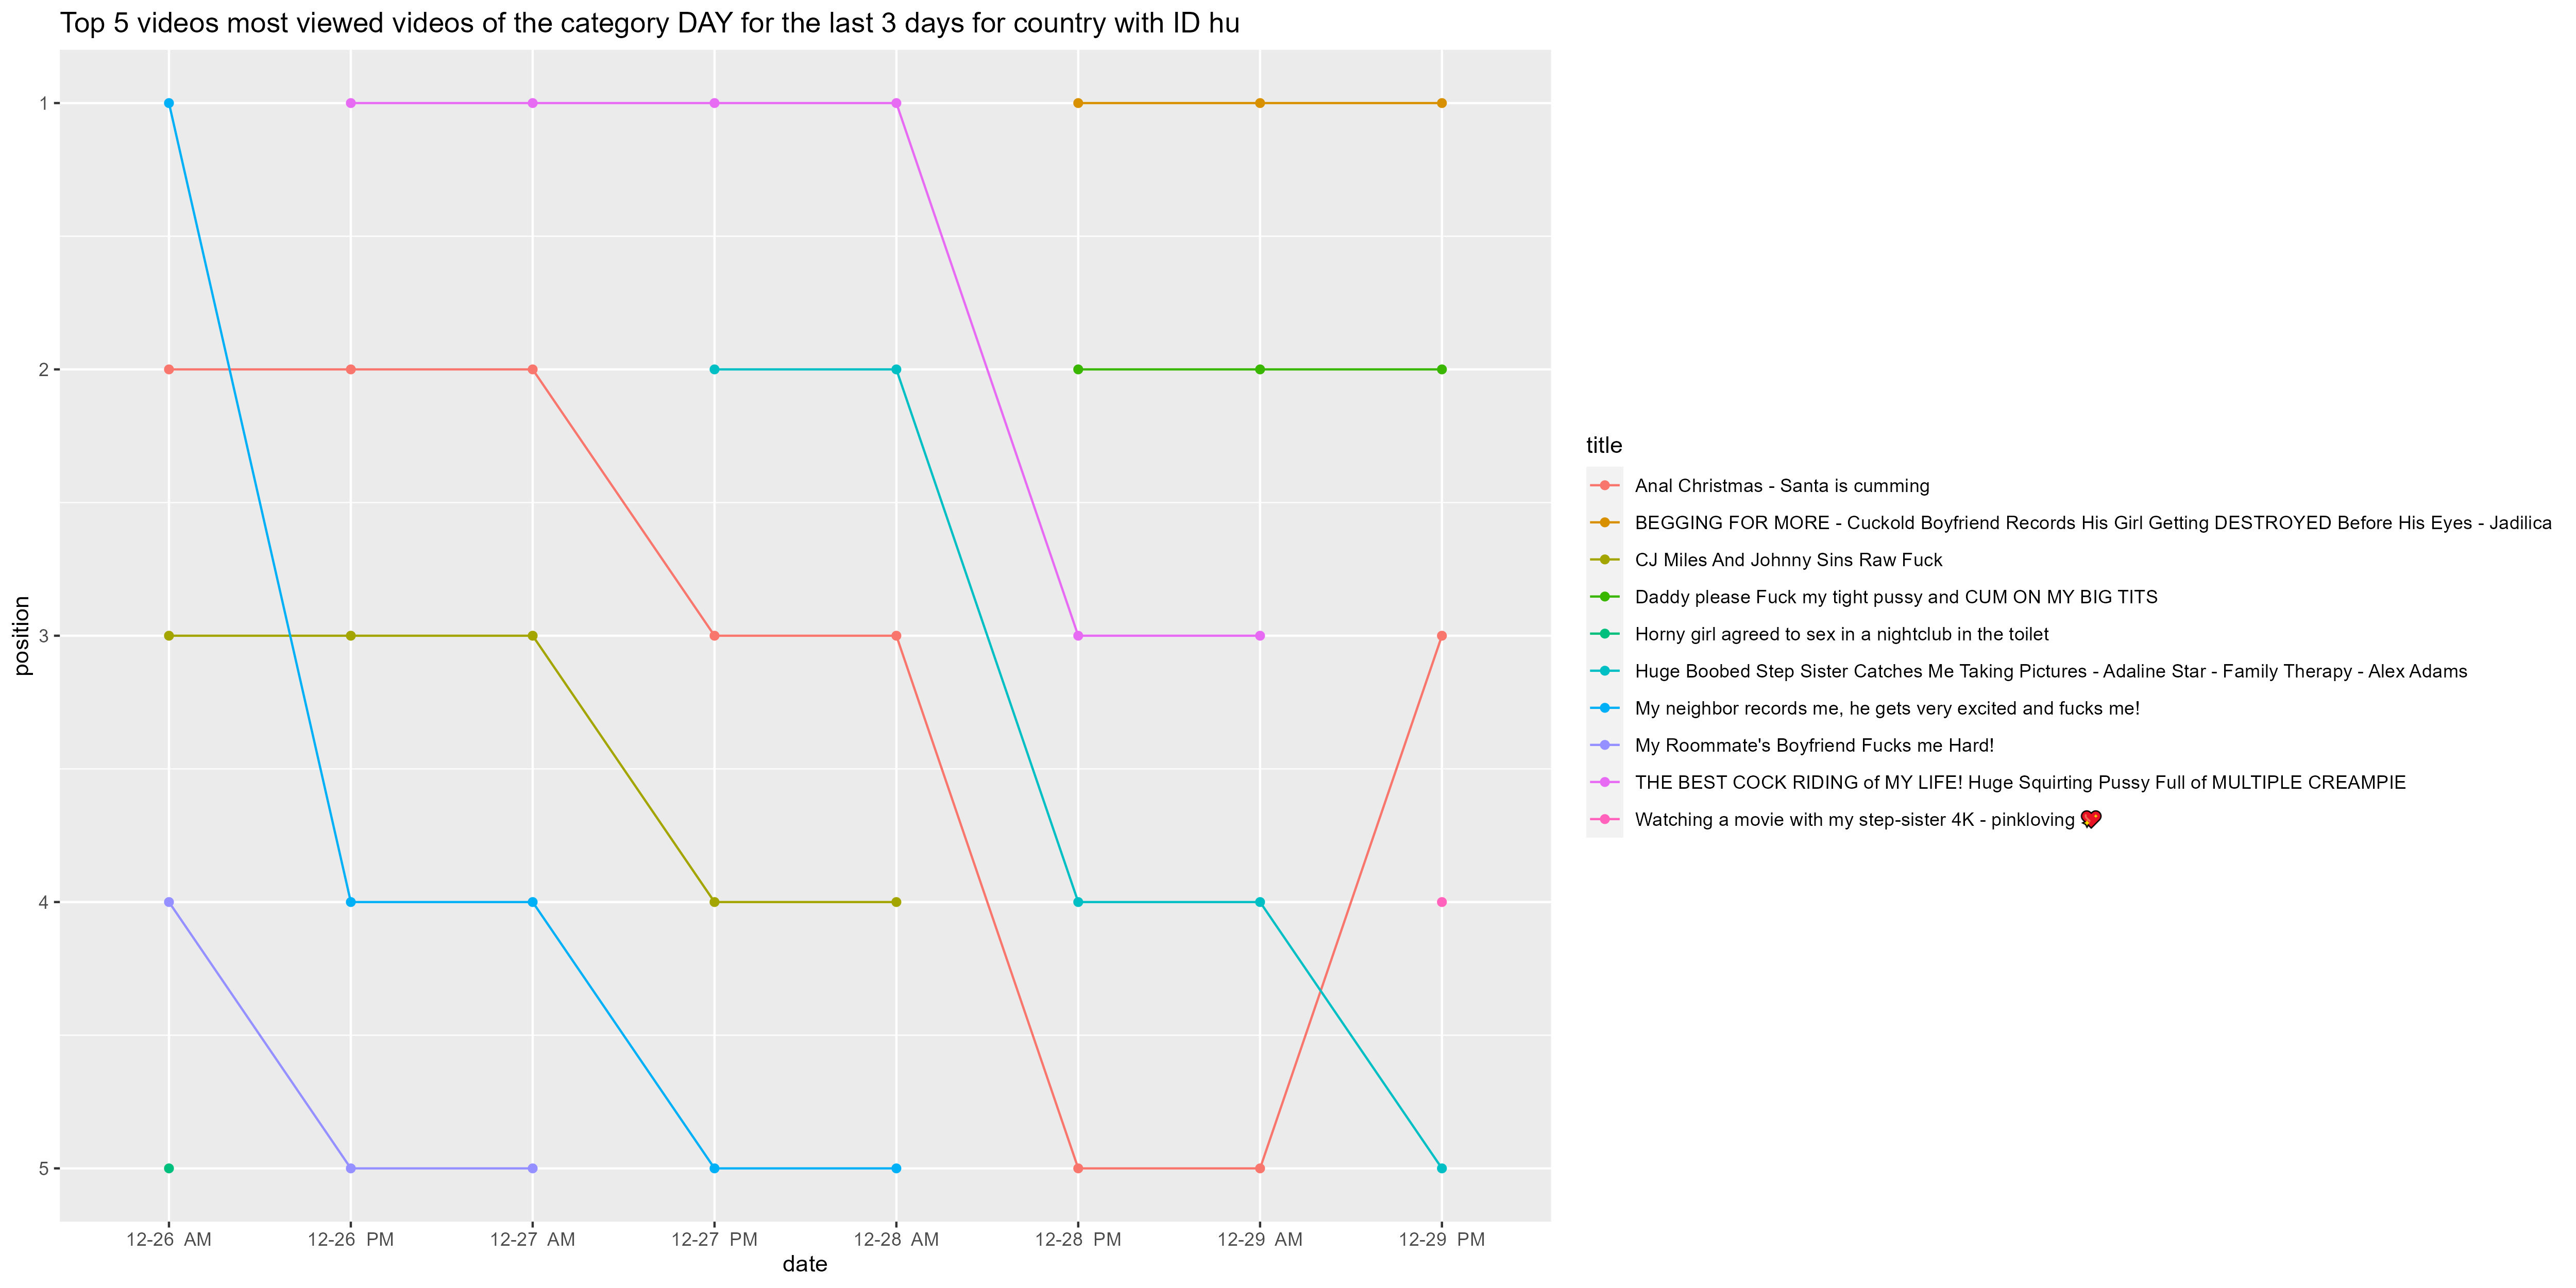 Top 5 videos most viewed videos of the category DAY for the last 3 days for country with ID hu
position
1
2
3
4
5
12-26 AM
12-26 PM
12-27 AM
12-27 PM
12-28 AM
12-28 PM
12-29 AM
12-29 PM
date
title
Anal Christmas - Santa is cumming
BEGGING FOR MORE - Cuckold Boyfriend Records His Girl Getting DESTROYED Before His Eyes - Jadilica
CJ Miles And Johnny Sins Raw Fuck
Daddy please Fuck my tight pussy and CUM ON MY BIG TITS
Horny girl agreed to sex in a nightclub in the toilet
Huge Boobed Step Sister Catches Me Taking Pictures - Adaline Star - Family Therapy - Alex Adams
My neighbor records me, he gets very excited and fucks me!
My Roommate's Boyfriend Fucks me Hard!
THE BEST COCK RIDING of MY LIFE! Huge Squirting Pussy Full of MULTIPLE CREAMPIE
Watching a movie with my step-sister 4K - pinkloving 💖